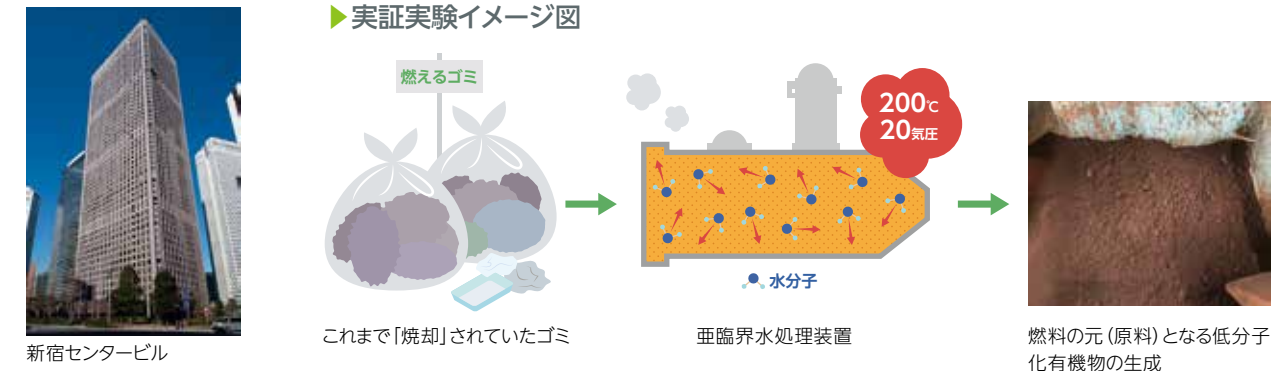 ▶実証実験イメージ図
燃えるゴミ
200℃
20気圧
水分子
新宿センタービル
これまで「焼却」されていたゴミ
亜臨界水処理装置
燃料の元（原料）となる低分子
化有機物の生成